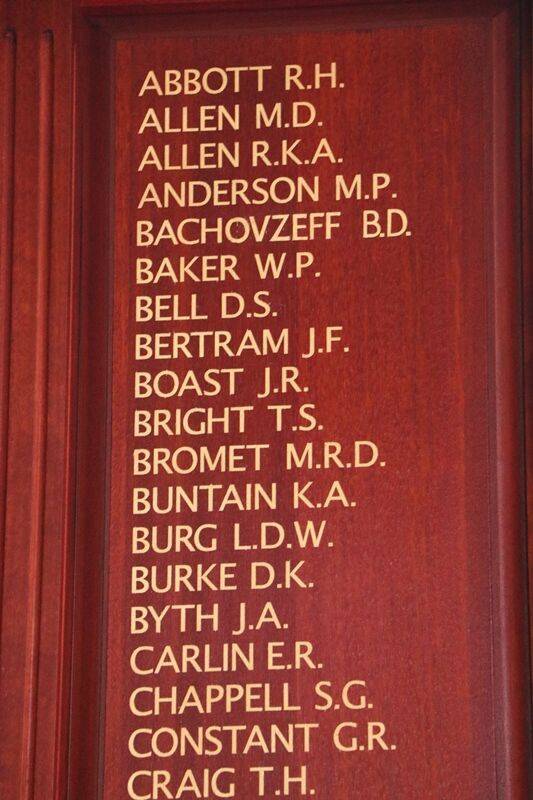 ABBOTT R.H.
ALLEN M.D.
ALLEN R.K.A.
ANDERSON M.P.
BACHOVZEFF B.D.
BAKER W.P.
BELL D.S.
BERTRAM J.F.
BOAST J.R.
BRIGHT T.S.
BROMET M.R.D.
BUNTAIN K.A.
BURG L.D.W.
BURKE D.K.
BYTH J.A.
CARLIN E.R.
CHAPPELL S.G.
CONSTANT G.R.
CRAIG T.H.